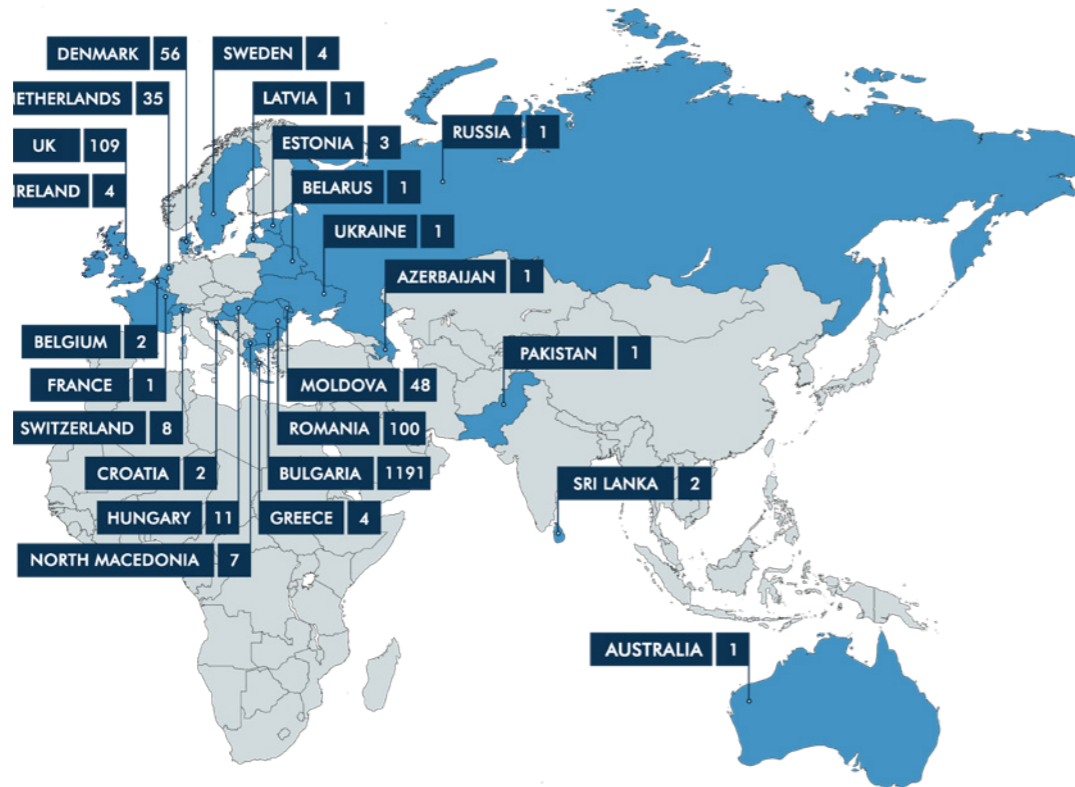 DENMARK 56
SWEDEN 4
ETHERLANDS 35
LATVIA 1
RUSSIA 1
UK 109
ESTONIA 3
IRELAND 4
BELARUS 1
UKRAINE 1
AZERBAIJAN 1
BELGIUM 2
PAKISTAN 1
FRANCE 1
MOLDOVA 48
SWITZERLAND 8
ROMANIA 100
CROATIA 2
BULGARIA 1191
SRI LANKA 2
HUNGARY 11
GREECE 4
NORTH MACEDONIA 7
AUSTRALIA 1